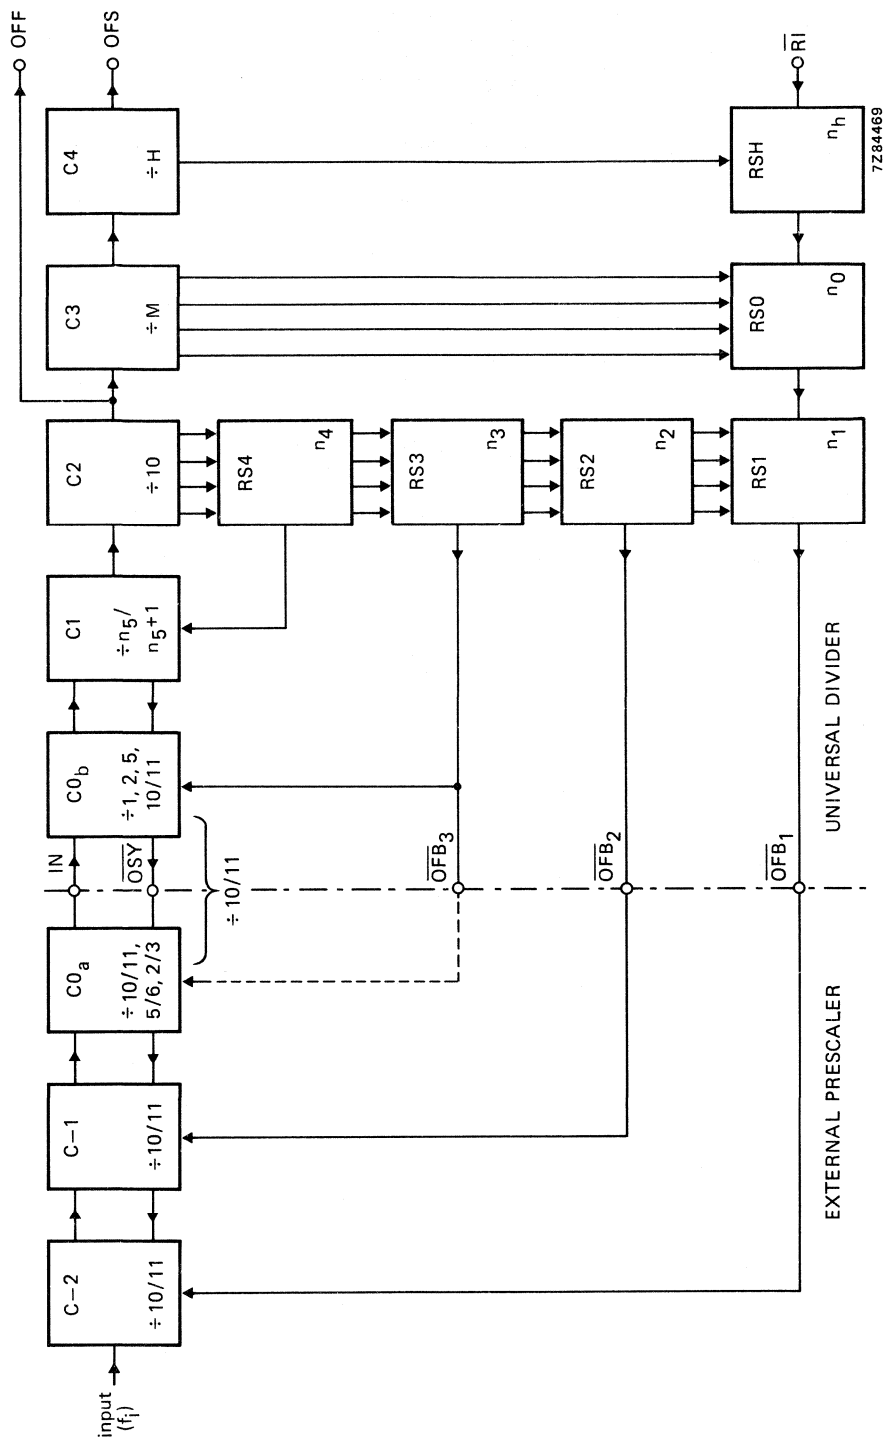 input
(fi)
C−2
÷10/11
C−1
÷10/11
C0a
÷10/11,
5/6, 2/3
IN
OSY
÷10/11
C0b
÷1, 2, 5,
10/11
C1
÷n5/
n5+1
C2
÷10
C3
÷M
C4
÷H
OFF
OFS
RS4
n4
RS3
n3
RS2
n2
RS1
n1
RS0
n0
RSH
nh
RI
OFB3
OFB2
OFB1
EXTERNAL PRESCALER
UNIVERSAL DIVIDER
7Z84469